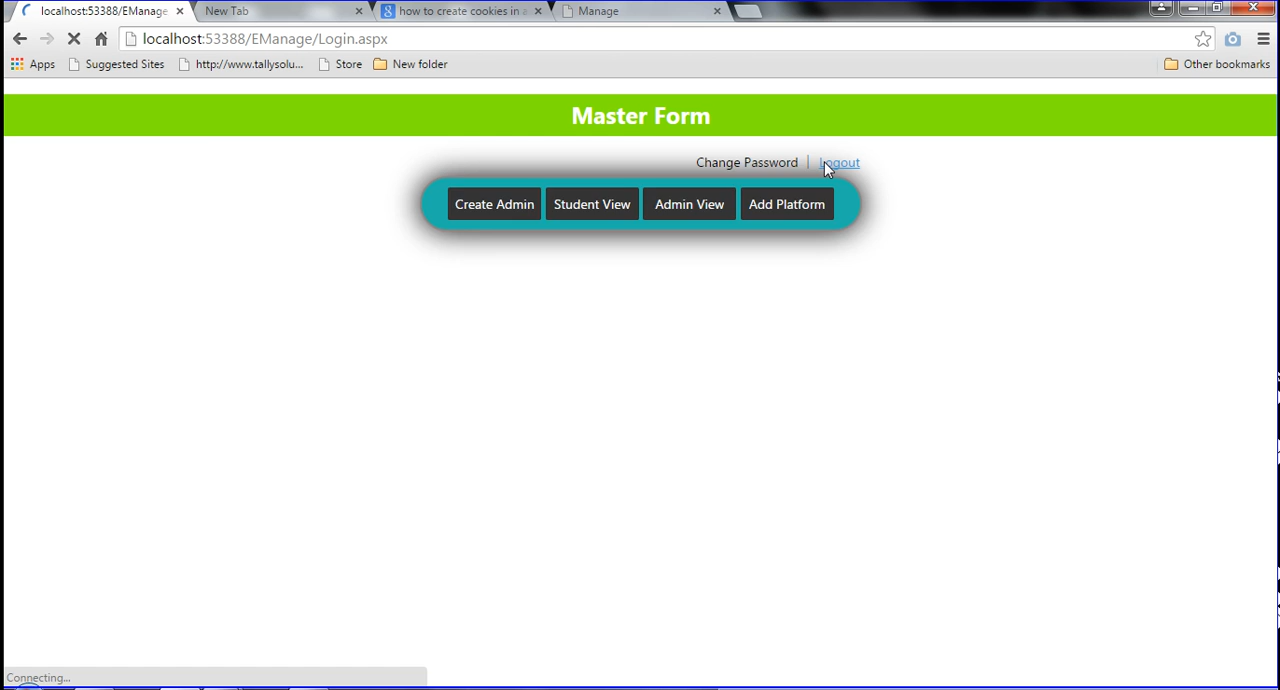 localhost:53388/EManage
New Tab
how to create cookies in a
Manage
localhost:53388/EManage/Login.aspx
Apps
Suggested Sites
http://www.tallysolu...
Store
New folder
Other bookmarks
Master Form
Change Password
Logout
Create Admin
Student View
Admin View
Add Platform
Connecting...